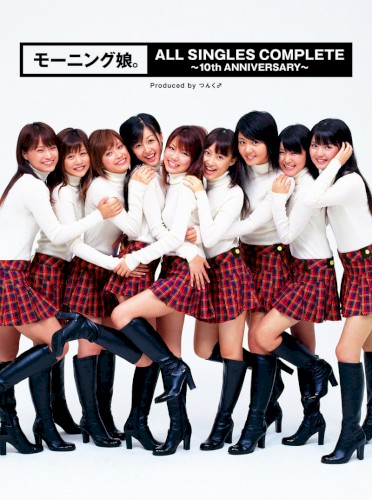 モーニング娘。
ALL SINGLES COMPLETE
~10th ANNIVERSARY~
Produced by つんく♂